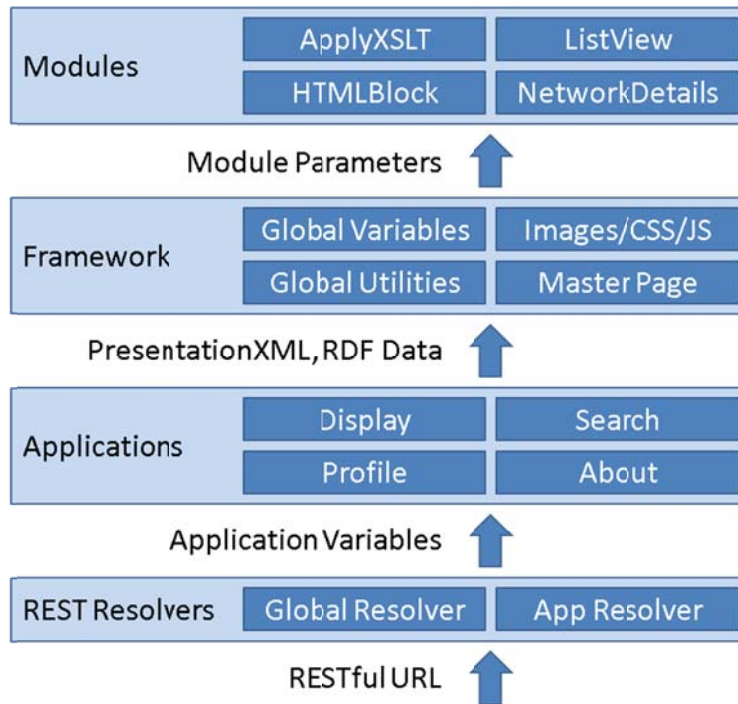 Modules
ApplyXSLT
ListView
HTMLBlock
NetworkDetails
Module Parameters
Framework
Global Variables
Images/CSS/JS
Global Utilities
Master Page
PresentationXML, RDF Data
Applications
Display
Search
Profile
About
Application Variables
REST Resolvers
Global Resolver
App Resolver
RESTful URL